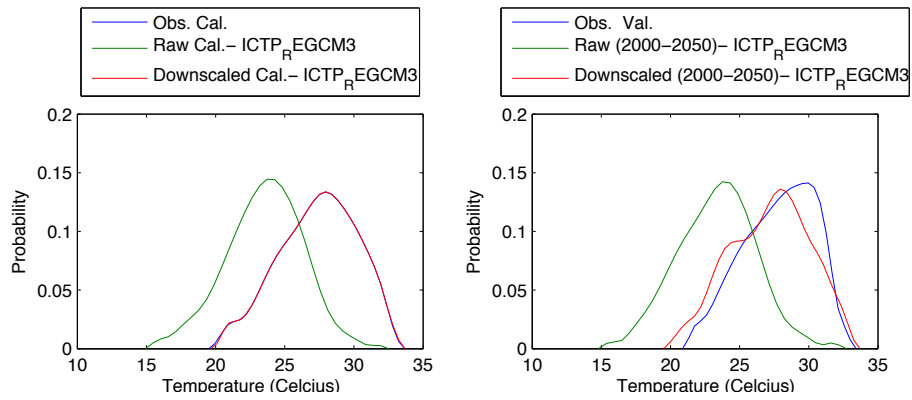 Obs. Cal.
Raw Cal.– ICTP_REGCM3
Downscaled Cal.– ICTP_REGCM3
0.2
0.15
0.1
0.05
0
Probability
10 15 20 25 30 35
Temperature (Celcius)
Obs. Val.
Raw (2000–2050)– ICTP_REGCM3
Downscaled (2000–2050)– ICTP_REGCM3
0.2
0.15
0.1
0.05
0
Probability
10 15 20 25 30 35
Temperature (Celcius)